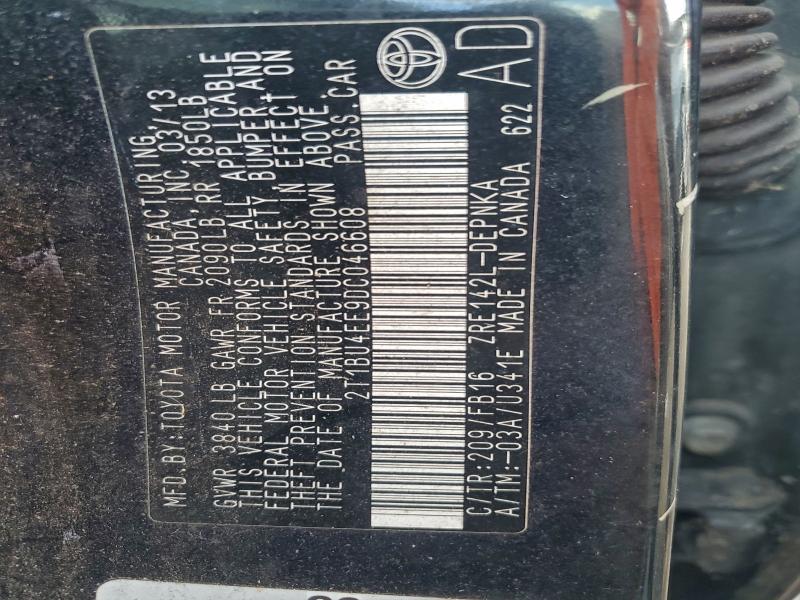 MFD.BY:TOYOTA MOTOR MANUFACTURING,
CANADA,INC. 03/13
GVWR 3840LB GAWR FR 2090LB RR 1850LB
THIS VEHICLE CONFORMS TO ALL APPLICABLE
FEDERAL MOTOR VEHICLE SAFETY, BUMPER,AND
THEFT PREVENTION STANDARDS IN EFFECT ON
THE DATE OF MANUFACTURE SHOWN ABOVE.
2T1BU4EE9DC046608 PASS.CAR
C/TR:209/FB16 ZRE142L-DEPNKA
A/TM:-03A/U341E MADE IN CANADA 622
AD